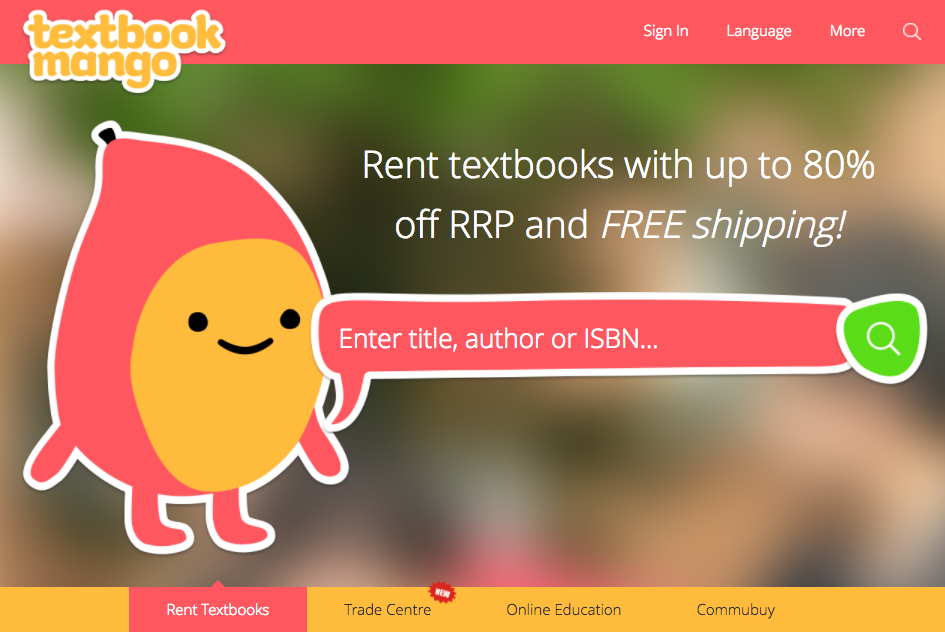 textbook
mango
Sign In
Language
More
Rent textbooks with up to 80%
off RRP and FREE shipping!
Enter title, author or ISBN...
Rent Textbooks
Trade Centre
NEW
Online Education
Commubuy